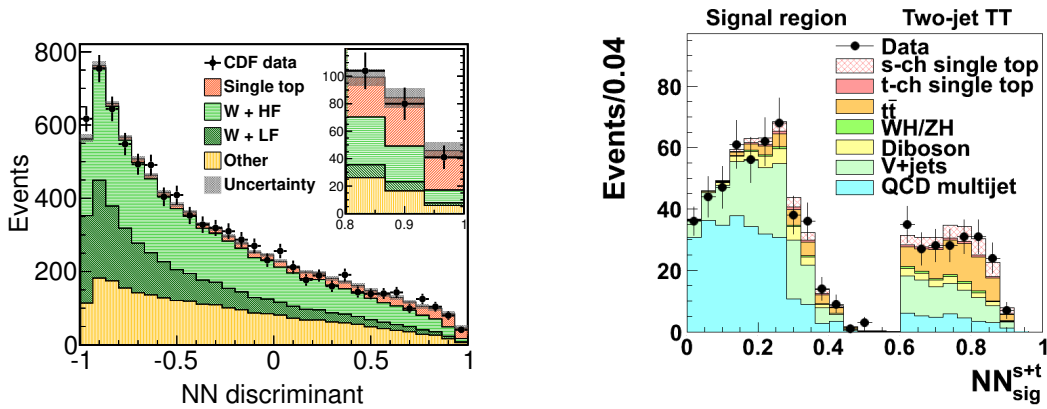 Events
800
600
400
200
0
CDF data
Single top
W + HF
W + LF
Other
Uncertainty
100
80
60
40
20
0
0.8
0.9
1
-1
-0.5
0
0.5
1
NN discriminant
Signal region
Two-jet TT
Events/0.04
80
60
40
20
0
Data
s-ch single top
t-ch single top
tt̄
WH/ZH
Diboson
V+jets
QCD multijet
0
0.2
0.4
0.6
0.8
1
NN^{s+t}_{sig}